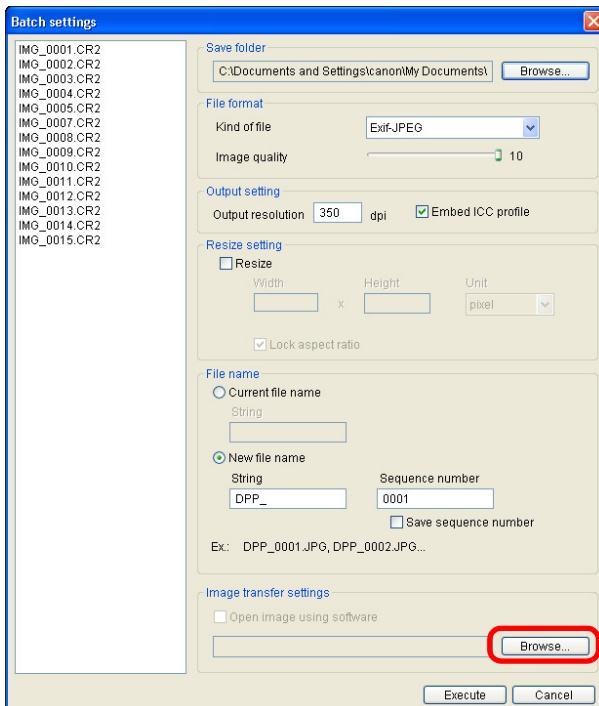 Batch settings
IMG_0001.CR2
IMG_0002.CR2
IMG_0003.CR2
IMG_0004.CR2
IMG_0005.CR2
IMG_0007.CR2
IMG_0008.CR2
IMG_0009.CR2
IMG_0010.CR2
IMG_0011.CR2
IMG_0012.CR2
IMG_0013.CR2
IMG_0014.CR2
IMG_0015.CR2
Save folder
C:\Documents and Settings\canon\My Documents\ Browse...
File format
Kind of file Exif-JPEG
Image quality 10
Output setting
Output resolution 350 dpi Embed ICC profile
Resize setting
Resize
Width Height Unit
x pixel
Lock aspect ratio
File name
Current file name
String
New file name
String Sequence number
DPP_ 0001
Save sequence number
Ex.: DPP_0001.JPG, DPP_0002.JPG...
Image transfer settings
Open image using software
Browse...
Execute Cancel